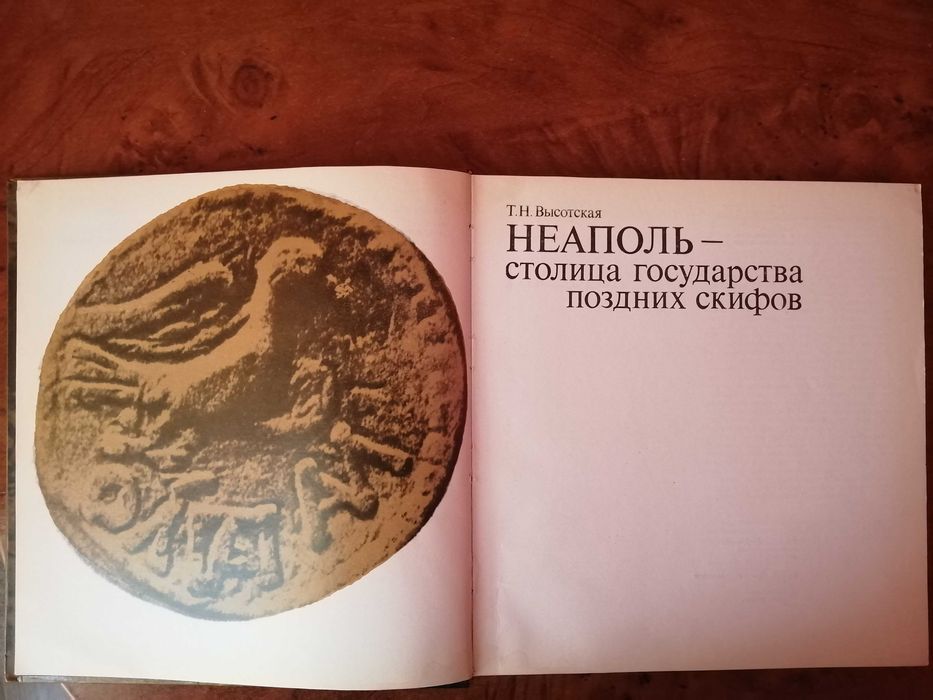 Т.Н. Высотская
НЕАПОЛЬ –
столица государства
поздних скифов